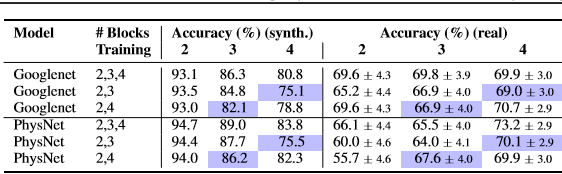 Model # Blocks Accuracy (%) (synth.) Accuracy (%) (real)
Training 2 3 4 2 3 4
Googlenet 2,3,4 93.1 86.3 80.8 69.6 ± 4.3 69.8 ± 3.9 69.9 ± 3.0
Googlenet 2,3 93.5 84.8 75.1 65.2 ± 4.4 66.9 ± 4.0 69.0 ± 3.0
Googlenet 2,4 93.0 82.1 78.8 69.6 ± 4.3 66.9 ± 4.0 70.7 ± 2.9
PhysNet 2,3,4 94.7 89.0 83.8 66.1 ± 4.4 65.5 ± 4.0 73.2 ± 2.9
PhysNet 2,3 94.4 87.7 75.5 60.0 ± 4.6 64.0 ± 4.1 70.1 ± 2.9
PhysNet 2,4 94.0 86.2 82.3 55.7 ± 4.6 67.6 ± 4.0 69.9 ± 3.0